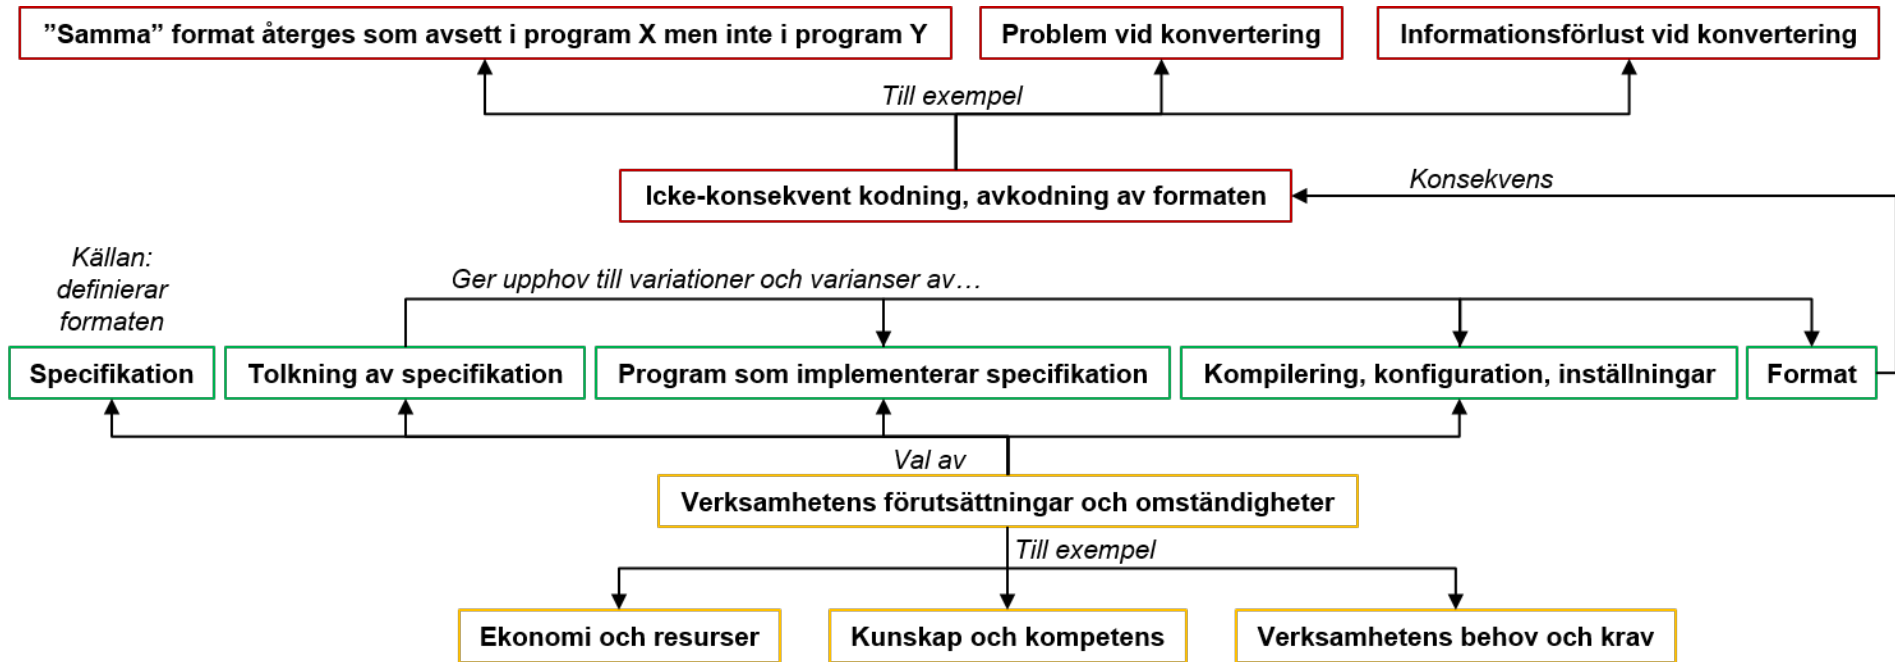 ”Samma” format återges som avsett i program X men inte i program Y
Problem vid konvertering
Informationsförlust vid konvertering
Till exempel
Icke-konsekvent kodning, avkodning av formaten
Konsekvens
Källan:
definierar
formaten
Ger upphov till variationer och varianser av…
Specifikation
Tolkning av specifikation
Program som implementerar specifikation
Kompilering, konfiguration, inställningar
Format
Val av
Verksamhetens förutsättningar och omständigheter
Till exempel
Ekonomi och resurser
Kunskap och kompetens
Verksamhetens behov och krav